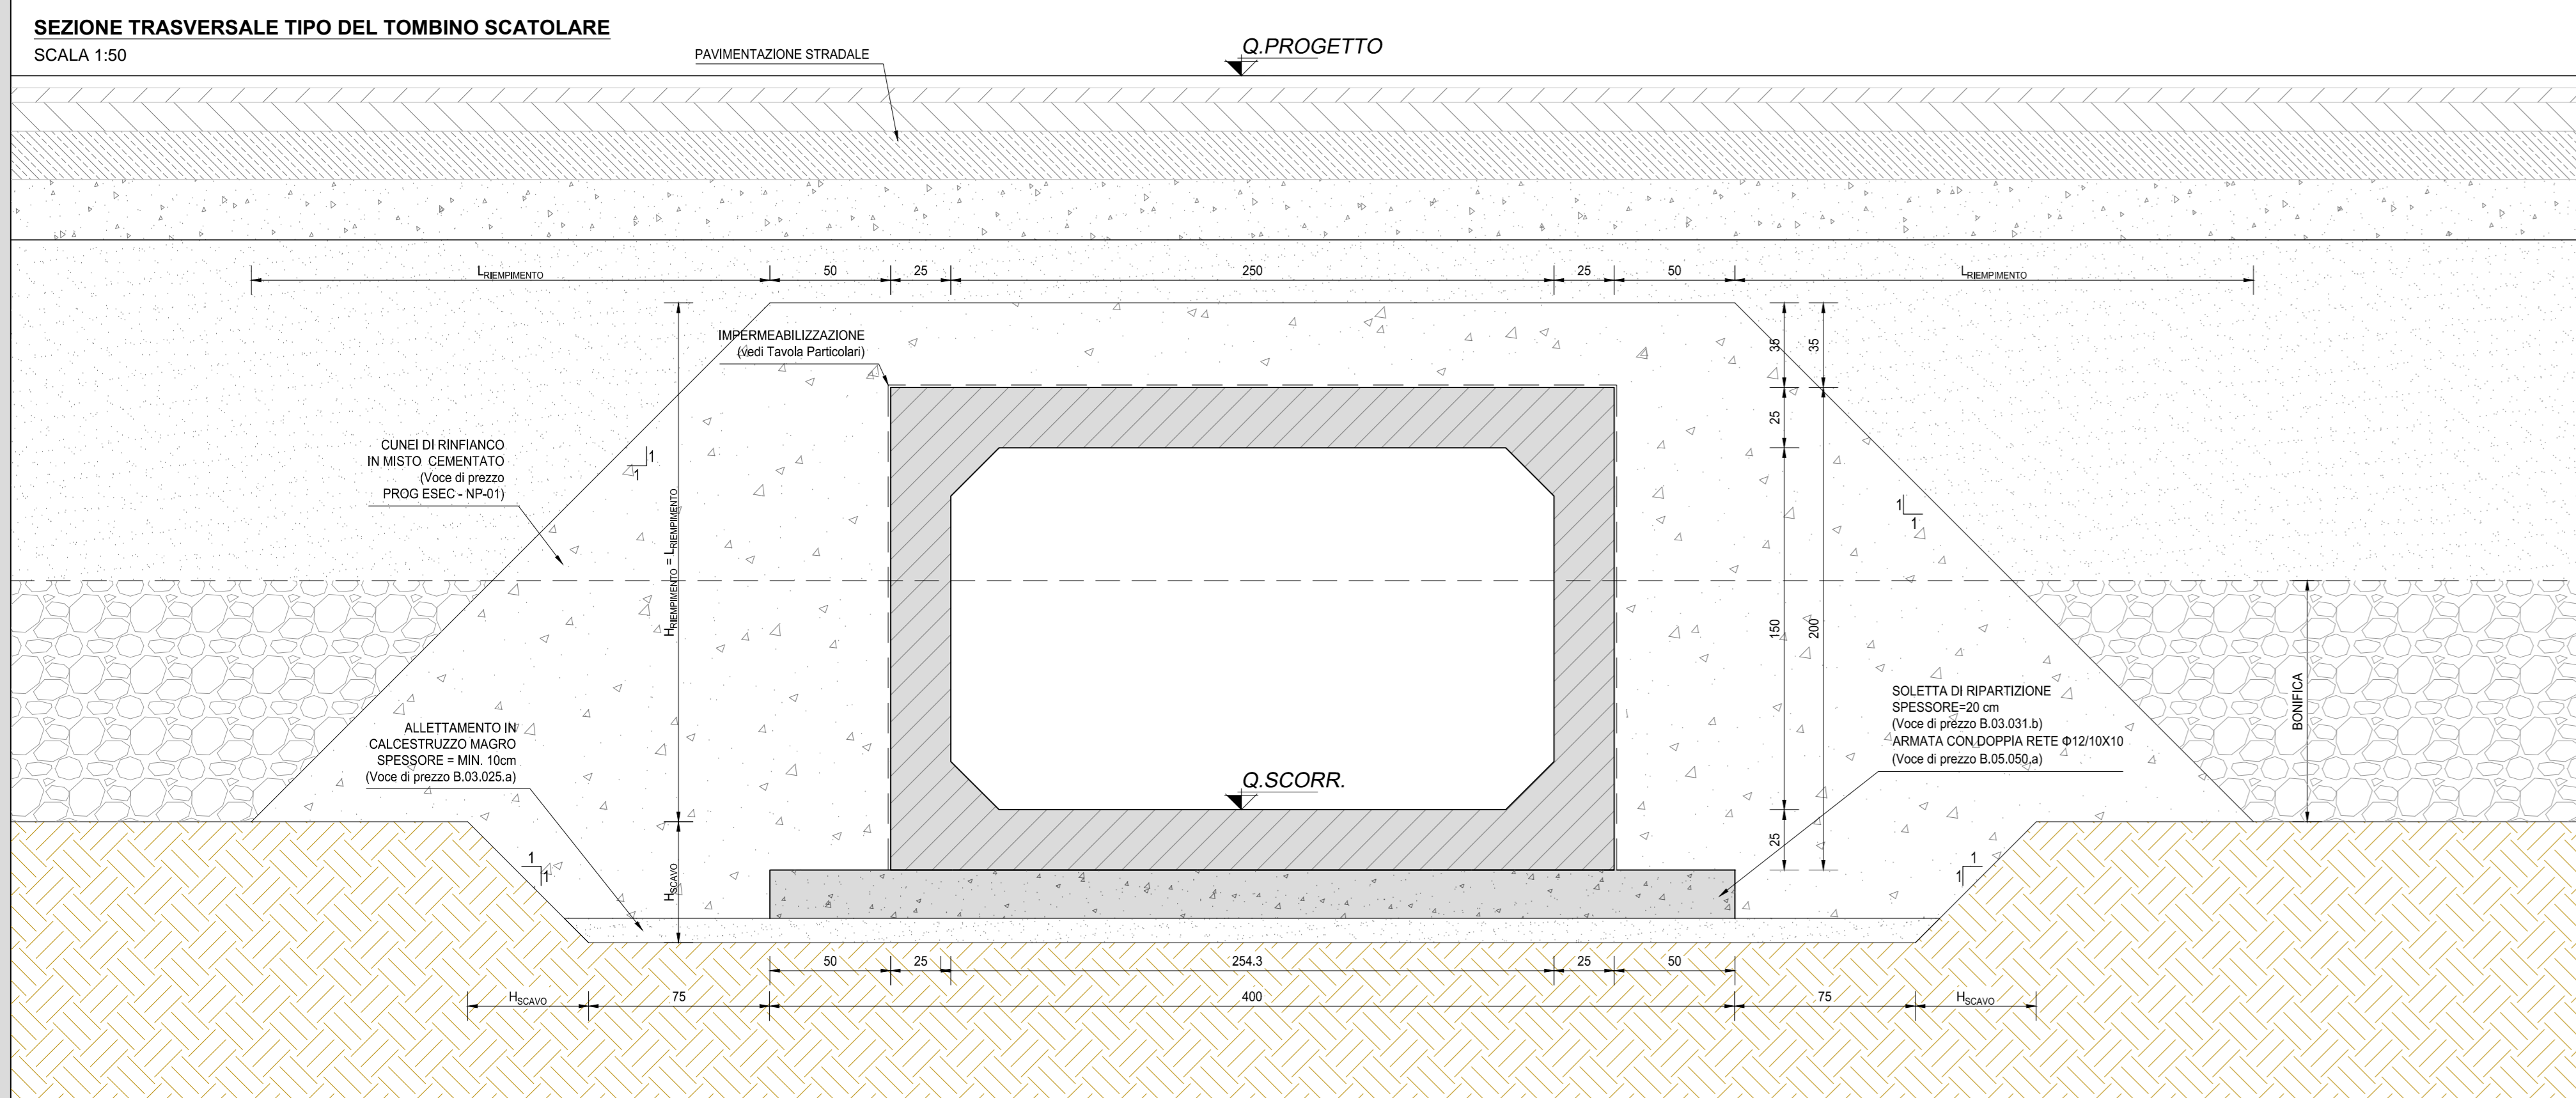 SEZIONE TRASVERSALE TIPO DEL TOMBINO SCATOLARE
SCALA 1:50
PAVIMENTAZIONE STRADALE
Q.PROGETTO
LRIEMPIMENTO
50
25
250
25
50
LRIEMPIMENTO
IMPERMEABILIZZAZIONE
(vedi Tavola Particolari)
35
35
25
150
200
25
CUNEI DI RINFIANCO
IN MISTO CEMENTATO
(Voce di prezzo
PROG ESEC - NP-01)
1
1
HRIEMPIMENTO = LRIEMPIMENTO
1
1
ALLETTAMENTO IN
CALCESTRUZZO MAGRO
SPESSORE = MIN. 10cm
(Voce di prezzo B.03.025.a)
Q.SCORR.
SOLETTA DI RIPARTIZIONE
SPESSORE=20 cm
(Voce di prezzo B.03.031.b)
ARMATA CON DOPPIA RETE Φ12/10X10
(Voce di prezzo B.05.050.a)
BONIFICA
1
1
HSCAVO
1
1
50
25
254.3
25
50
HSCAVO
75
400
75
HSCAVO